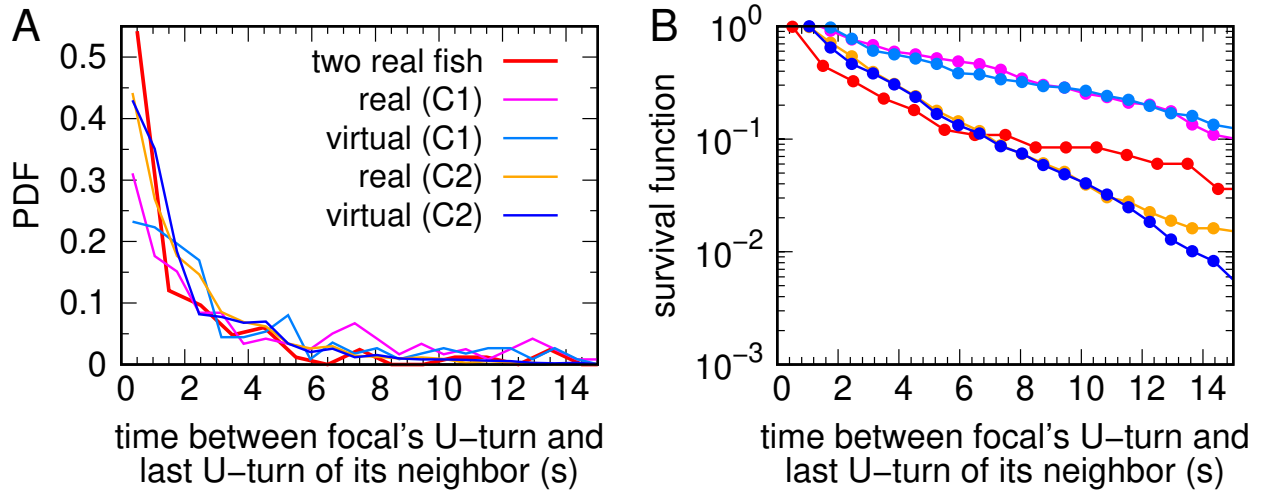 A
PDF
0.5
0.4
0.3
0.2
0.1
0
two real fish
real (C1)
virtual (C1)
real (C2)
virtual (C2)
0 2 4 6 8 10 12 14
time between focal's U−turn and
last U−turn of its neighbor (s)
B
survival function
10⁰
10⁻¹
10⁻²
10⁻³
0 2 4 6 8 10 12 14
time between focal's U−turn and
last U−turn of its neighbor (s)